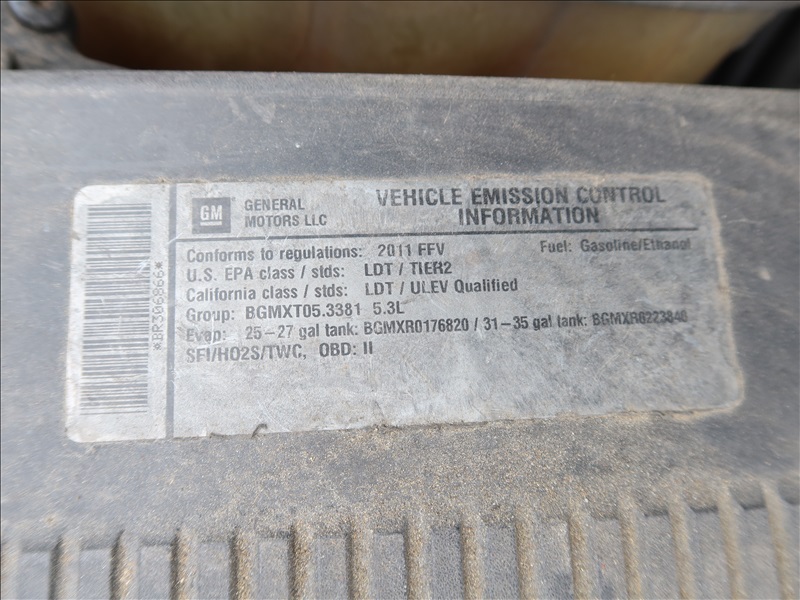 *BR306866*
GM GENERAL MOTORS LLC
VEHICLE EMISSION CONTROL
INFORMATION
Conforms to regulations: 2011 FFV Fuel: Gasoline/Ethanol
U.S. EPA class / stds: LDT / TIER2
California class / stds: LDT / ULEV Qualified
Group: BGMXT05.3381 5.3L
Evap: 25-27 gal tank: BGMXR0176820 / 31-35 gal tank:
SFI/HO2S/TWC, OBD: II